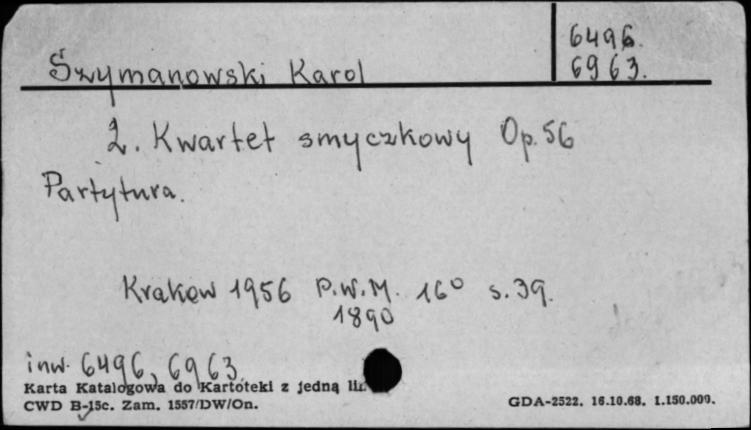 6496.
6963.
Szymanowski Karol
2. Kwartet smyczkowy Op. 56
Partytura.
Kraków 1956 P.W.M. 16° s. 39.
1890
inw. 6496, 6963.
Karta Katalogowa do Kartoteki z jedną
CWD B-15c. Zam. 1557/DW/On.
GDA-2522. 16.10.68. 1.150.000.